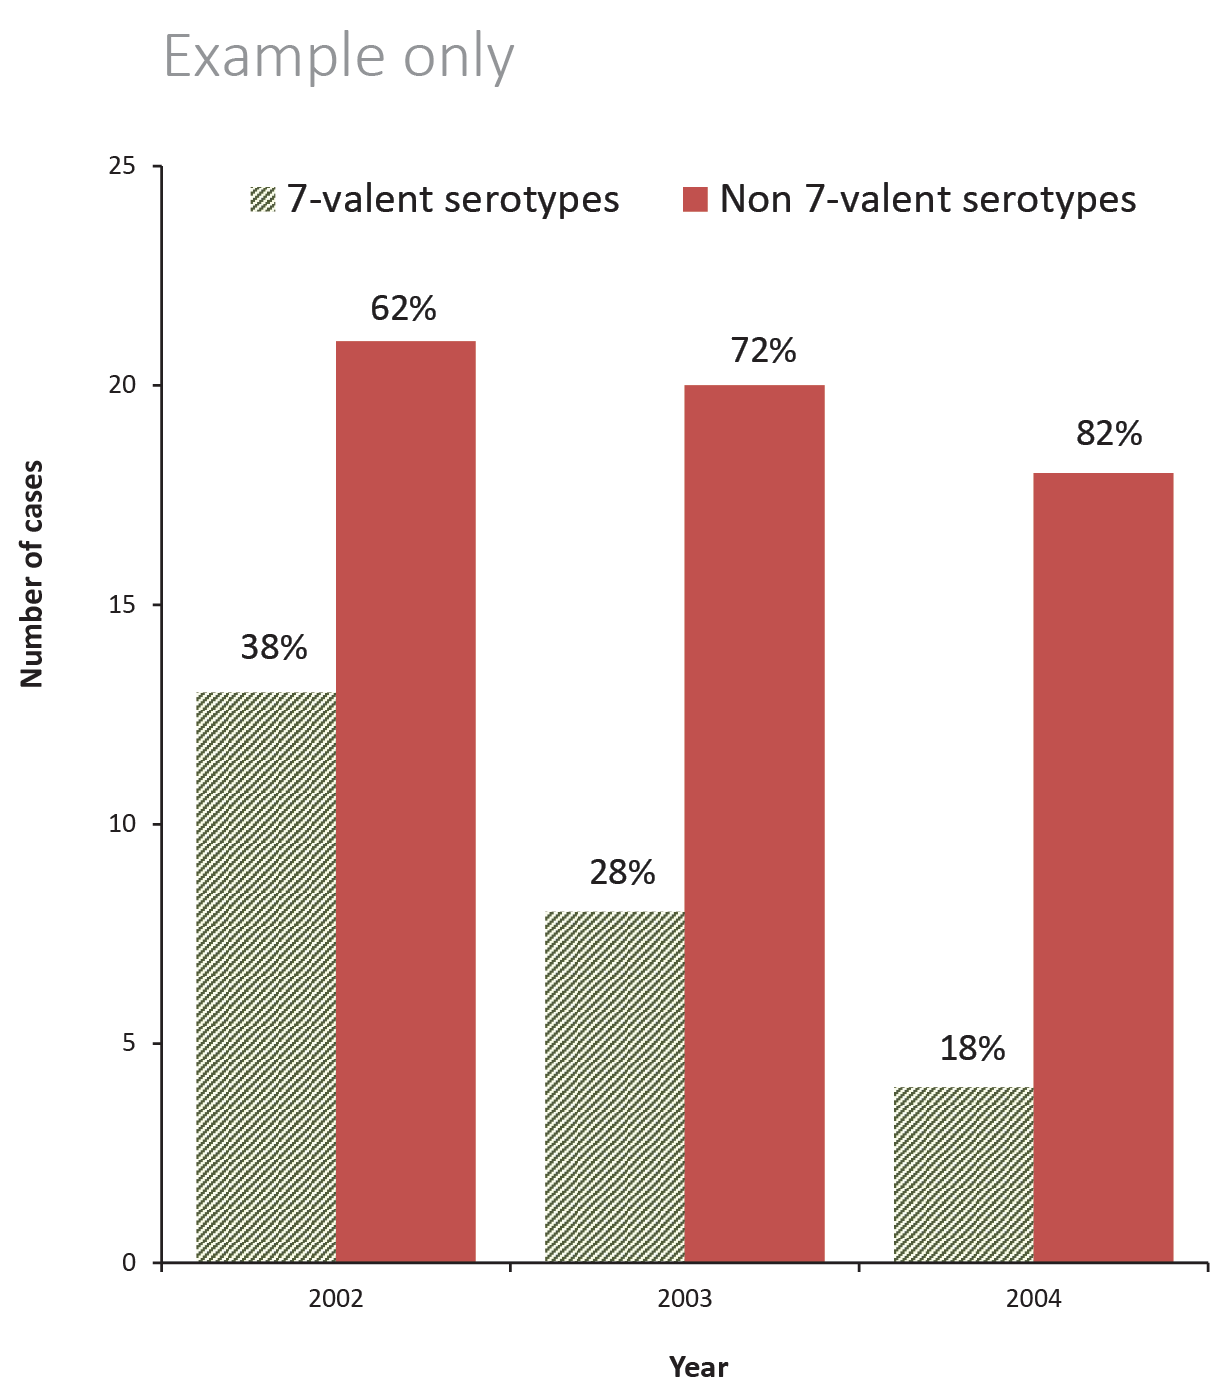 Example only
25
7-valent serotypes Non 7-valent serotypes
62%
72%
20
82%
15
38%
10
28%
5
18%
0
2002 2003 2004
Number of cases
Year